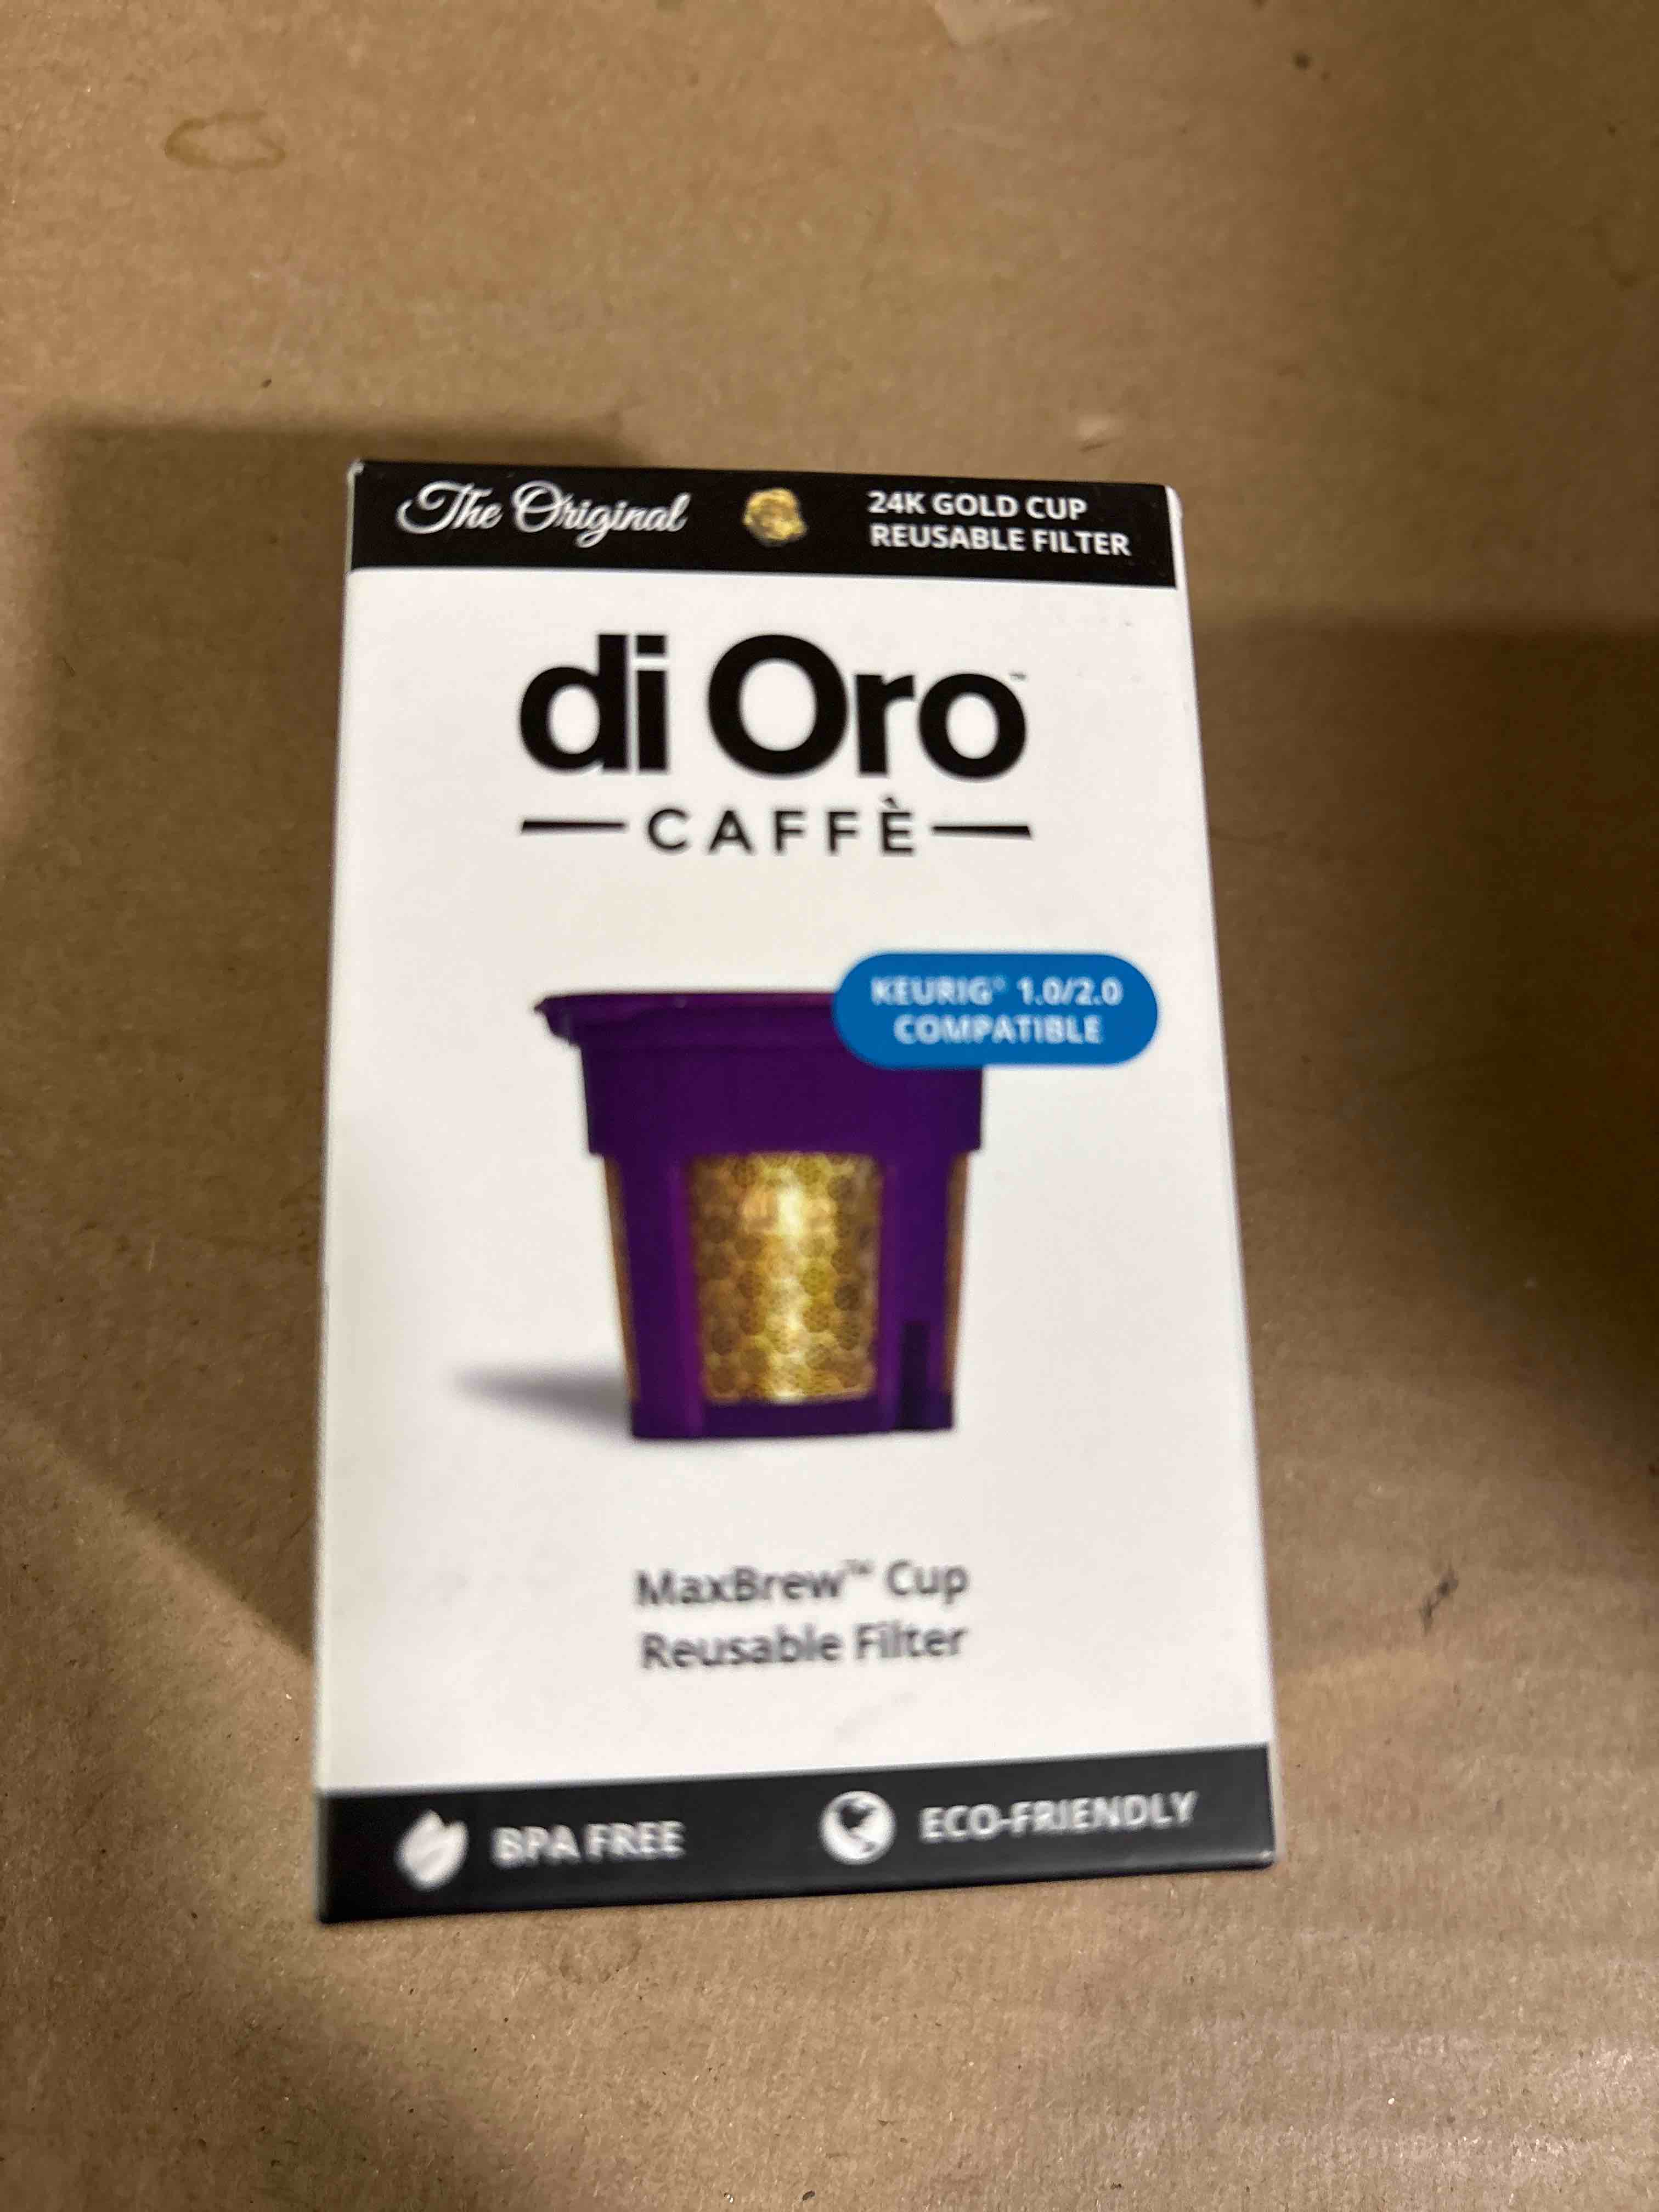 The Original
24K GOLD CUP
REUSABLE FILTER
di Oro™
CAFFÈ
KEURIG® 1.0/2.0
COMPATIBLE
MaxBrew™ Cup
Reusable Filter
BPA FREE
ECO-FRIENDLY